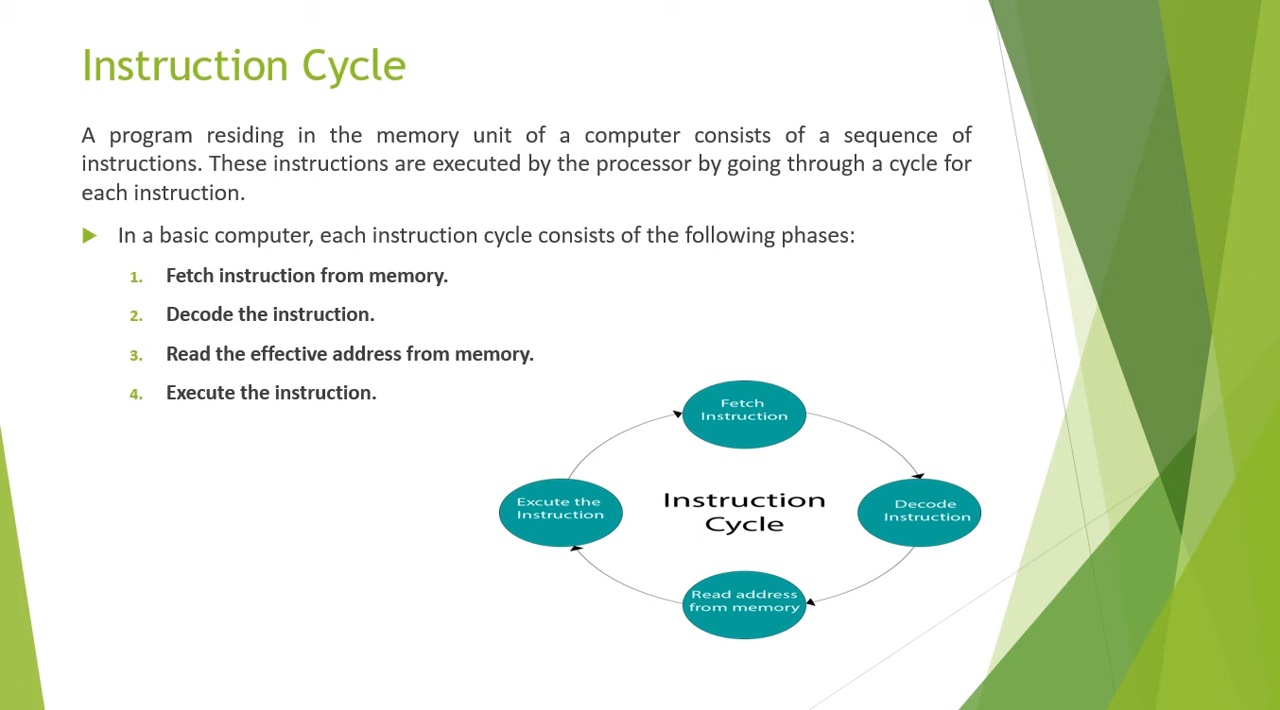 Instruction Cycle
A program residing in the memory unit of a computer consists of a sequence of
instructions. These instructions are executed by the processor by going through a cycle for
each instruction.
In a basic computer, each instruction cycle consists of the following phases:
1. Fetch instruction from memory.
2. Decode the instruction.
3. Read the effective address from memory.
4. Execute the instruction.
Fetch
Instruction
Excute the
Instruction
Instruction
Cycle
Decode
Instruction
Read address
from memory